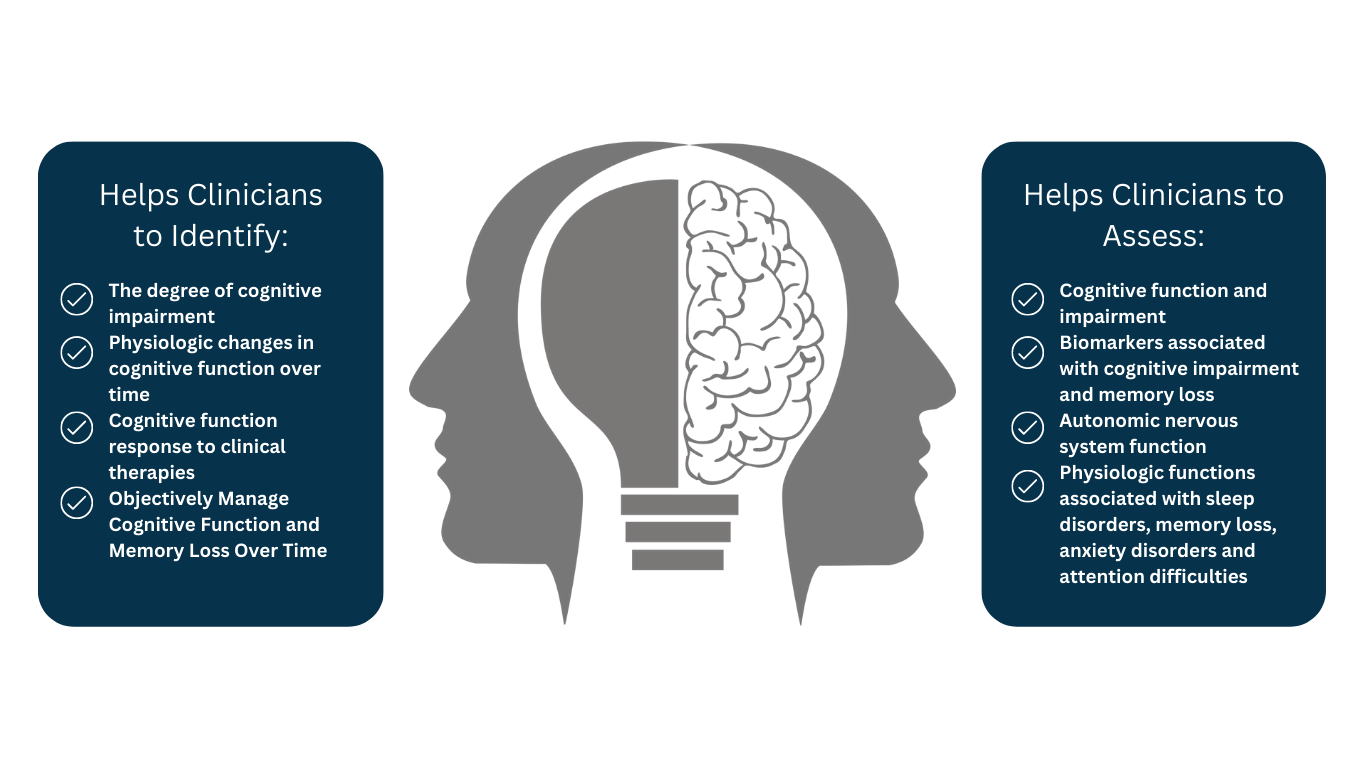 Helps Clinicians
to Identify:
The degree of cognitive
impairment
Physiologic changes in
cognitive function over
time
Cognitive function
response to clinical
therapies
Objectively Manage
Cognitive Function and
Memory Loss Over Time
Helps Clinicians to
Assess:
Cognitive function and
impairment
Biomarkers associated
with cognitive impairment
and memory loss
Autonomic nervous
system function
Physiologic functions
associated with sleep
disorders, memory loss,
anxiety disorders and
attention difficulties